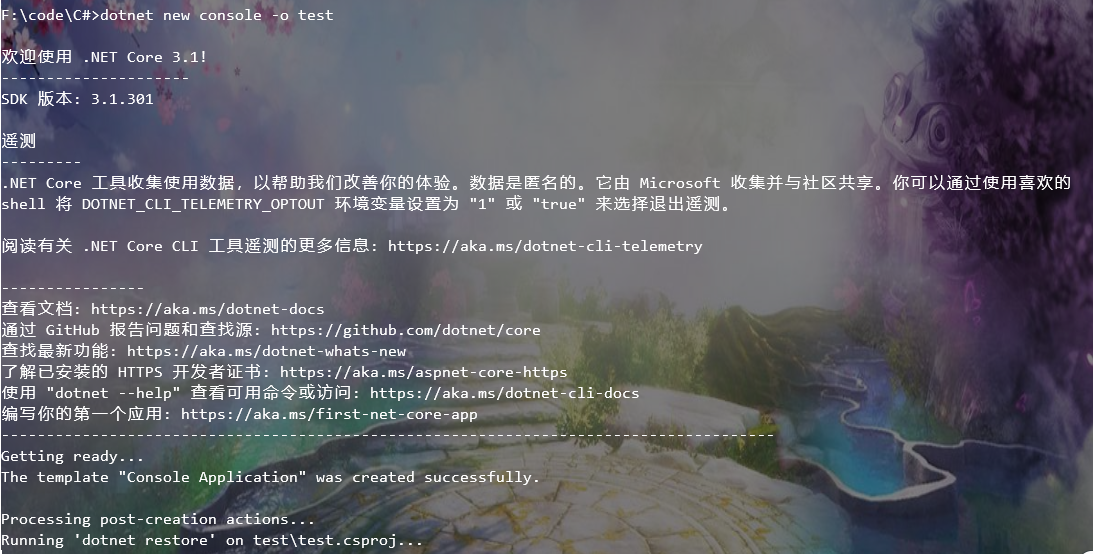 F:\code\C#>dotnet new console -o test
欢迎使用 .NET Core 3.1!
---------------------
SDK 版本: 3.1.301
遥测
---------
.NET Core 工具收集使用数据，以帮助我们改善你的体验。数据是匿名的。它由 Microsoft 收集并与社区共享。你可以通过使用喜欢的
shell 将 DOTNET_CLI_TELEMETRY_OPTOUT 环境变量设置为 "1" 或 "true" 来选择退出遥测。
阅读有关 .NET Core CLI 工具遥测的更多信息: https://aka.ms/dotnet-cli-telemetry
----------------
查看文档: https://aka.ms/dotnet-docs
通过 GitHub 报告问题和查找源: https://github.com/dotnet/core
查找最新功能: https://aka.ms/dotnet-whats-new
了解已安装的 HTTPS 开发者证书: https://aka.ms/aspnet-core-https
使用 "dotnet --help" 查看可用命令或访问: https://aka.ms/dotnet-cli-docs
编写你的第一个应用: https://aka.ms/first-net-core-app
--------------------------------------------------------------------------------------
Getting ready...
The template "Console Application" was created successfully.
Processing post-creation actions...
Running 'dotnet restore' on test\test.csproj...